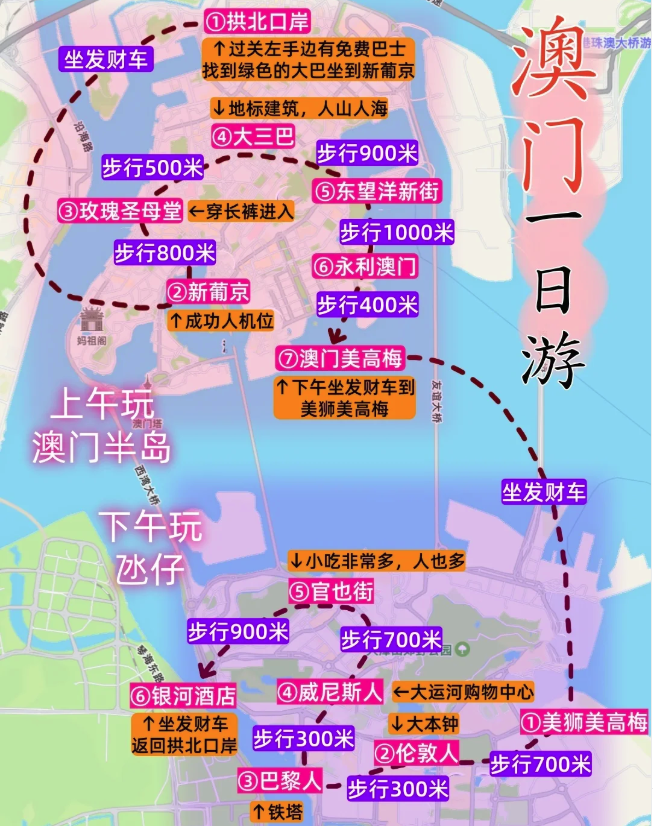 澳门一日游
①拱北口岸
↑过关左手边有免费巴士
找到绿色的大巴坐到新葡京
坐发财车
↓地标建筑，人山人海
④大三巴
步行500米
步行900米
③玫瑰圣母堂
←穿长裤进入
⑤东望洋新街
步行800米
步行1000米
②新葡京
↑成功人机位
⑥永利澳门
步行400米
⑦澳门美高梅
↑下午坐发财车到
美狮美高梅
上午玩
澳门半岛
下午玩
氹仔
坐发财车
↓小吃非常多，人也多
⑤官也街
步行900米
步行700米
⑥银河酒店
↑坐发财车
返回拱北口岸
④威尼斯人
←大运河购物中心
↓大本钟
①美狮美高梅
步行300米
②伦敦人
步行700米
③巴黎人
步行300米
↑铁塔
沿海路
妈祖阁
澳门塔
西湾大桥
友谊大桥
珠澳大桥游